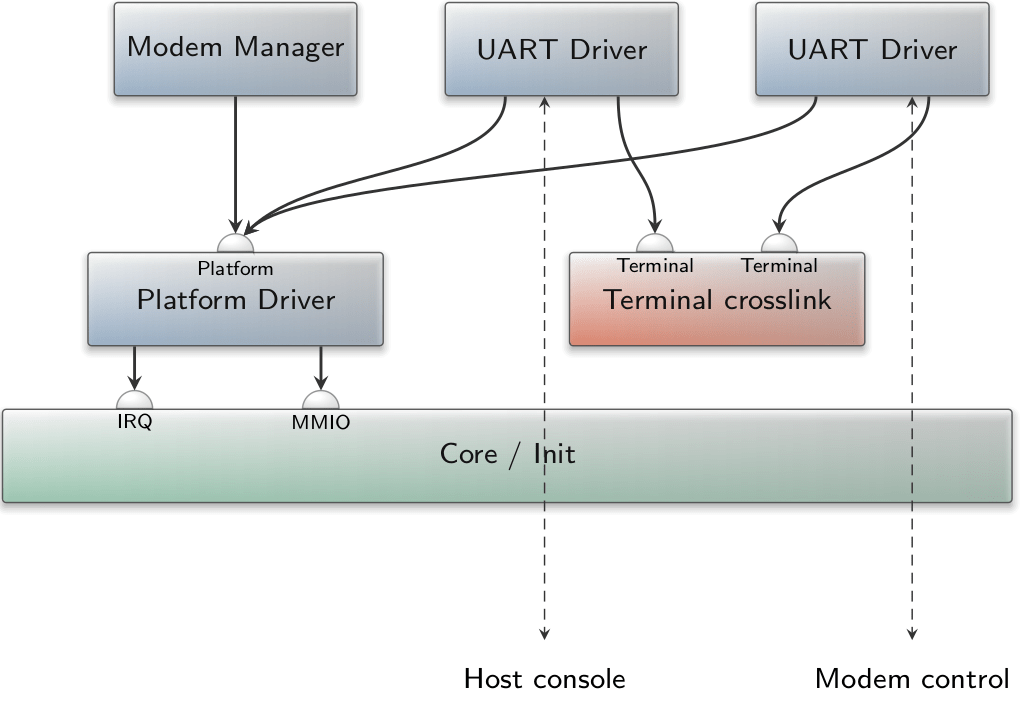 Modem Manager
UART Driver
UART Driver
Platform
Platform Driver
Terminal
Terminal
Terminal crosslink
IRQ
MMIO
Core / Init
Host console
Modem control